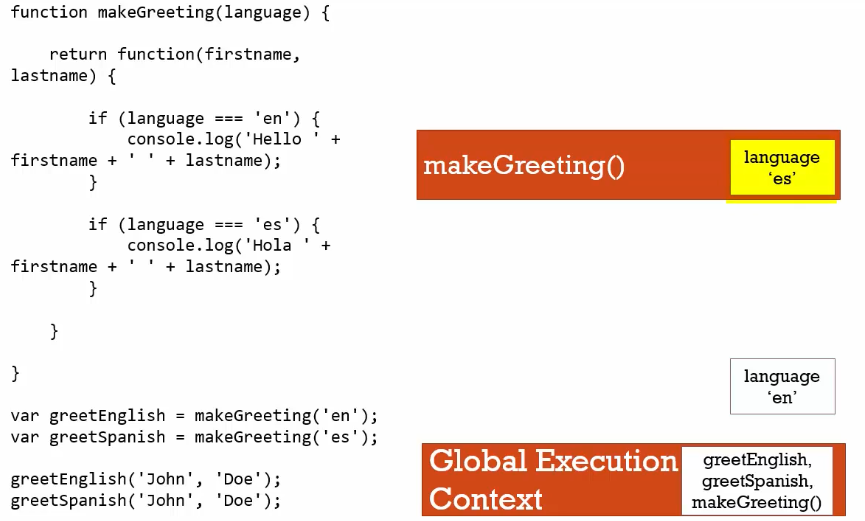 function makeGreeting(language) {
return function(firstname,
lastname) {
if (language === 'en') {
console.log('Hello ' +
firstname + ' ' + lastname);
}
if (language === 'es') {
console.log('Hola ' +
firstname + ' ' + lastname);
}
}
}
var greetEnglish = makeGreeting('en');
var greetSpanish = makeGreeting('es');
greetEnglish('John', 'Doe');
greetSpanish('John', 'Doe');
makeGreeting()
language
‘es’
language
‘en’
Global Execution
Context
greetEnglish,
greetSpanish,
makeGreeting()